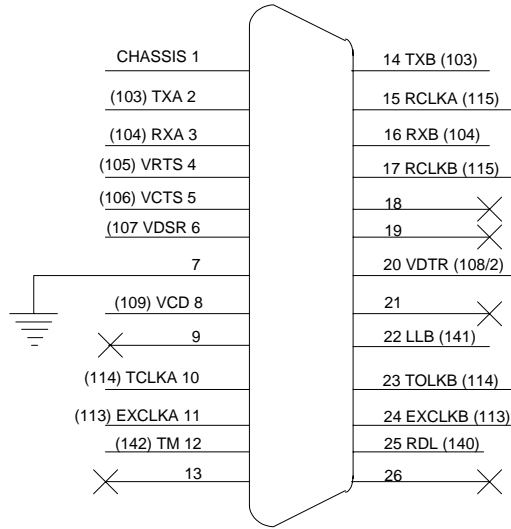 CHASSIS 1
(103) TXA 2
(104) RXA 3
(105) VRTS 4
(106) VCTS 5
(107 VDSR 6
7
(109) VCD 8
9
(114) TCLKA 10
(113) EXCLKA 11
(142) TM 12
13
14 TXB (103)
15 RCLKA (115)
16 RXB (104)
17 RCLKB (115)
18
19
20 VDTR (108/2)
21
22 LLB (141)
23 TOLKB (114)
24 EXCLKB (113)
25 RDL (140)
26